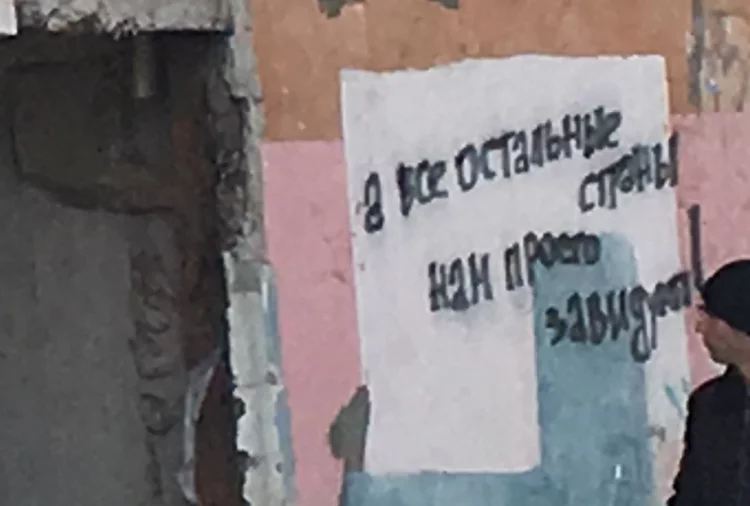 а все остальные
страны
нам просто
завидуют!